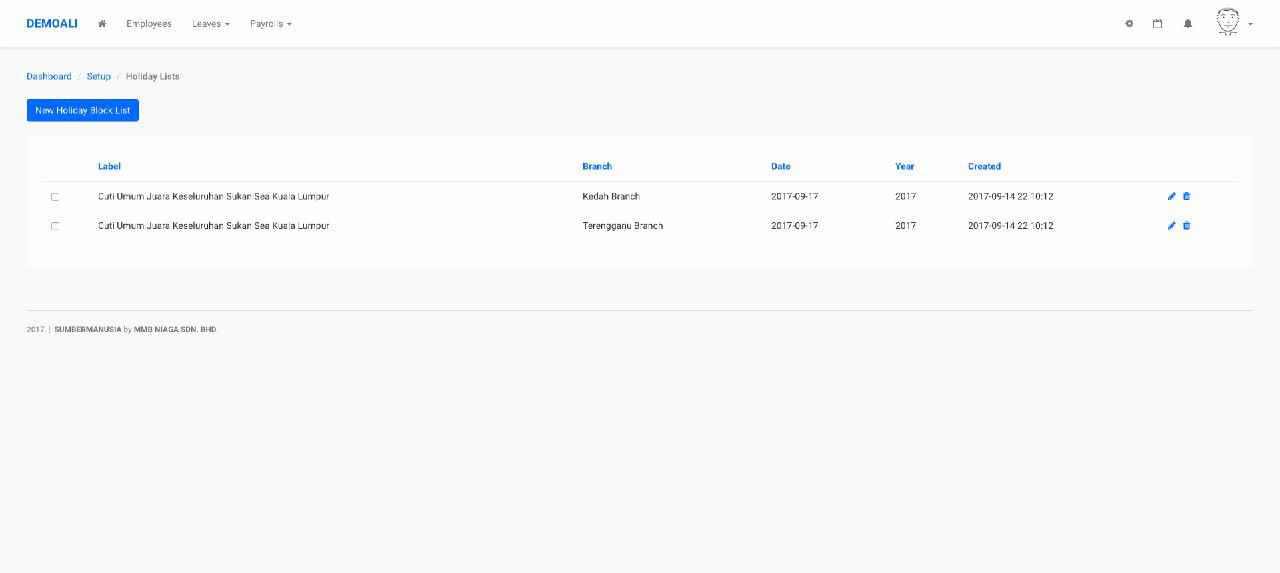 DEMOALI Employees Leaves Payrolls
Dashboard / Setup / Holiday Lists
New Holiday Block List
Label Branch Date Year Created
Cuti Umum Juara Keseluruhan Sukan Sea Kuala Lumpur Kedah Branch 2017-09-17 2017 2017-09-14 22:10:12
Cuti Umum Juara Keseluruhan Sukan Sea Kuala Lumpur Terengganu Branch 2017-09-17 2017 2017-09-14 22:10:12
2017 | SUMBERMANUSIA by MMB NIAGA SDN. BHD.